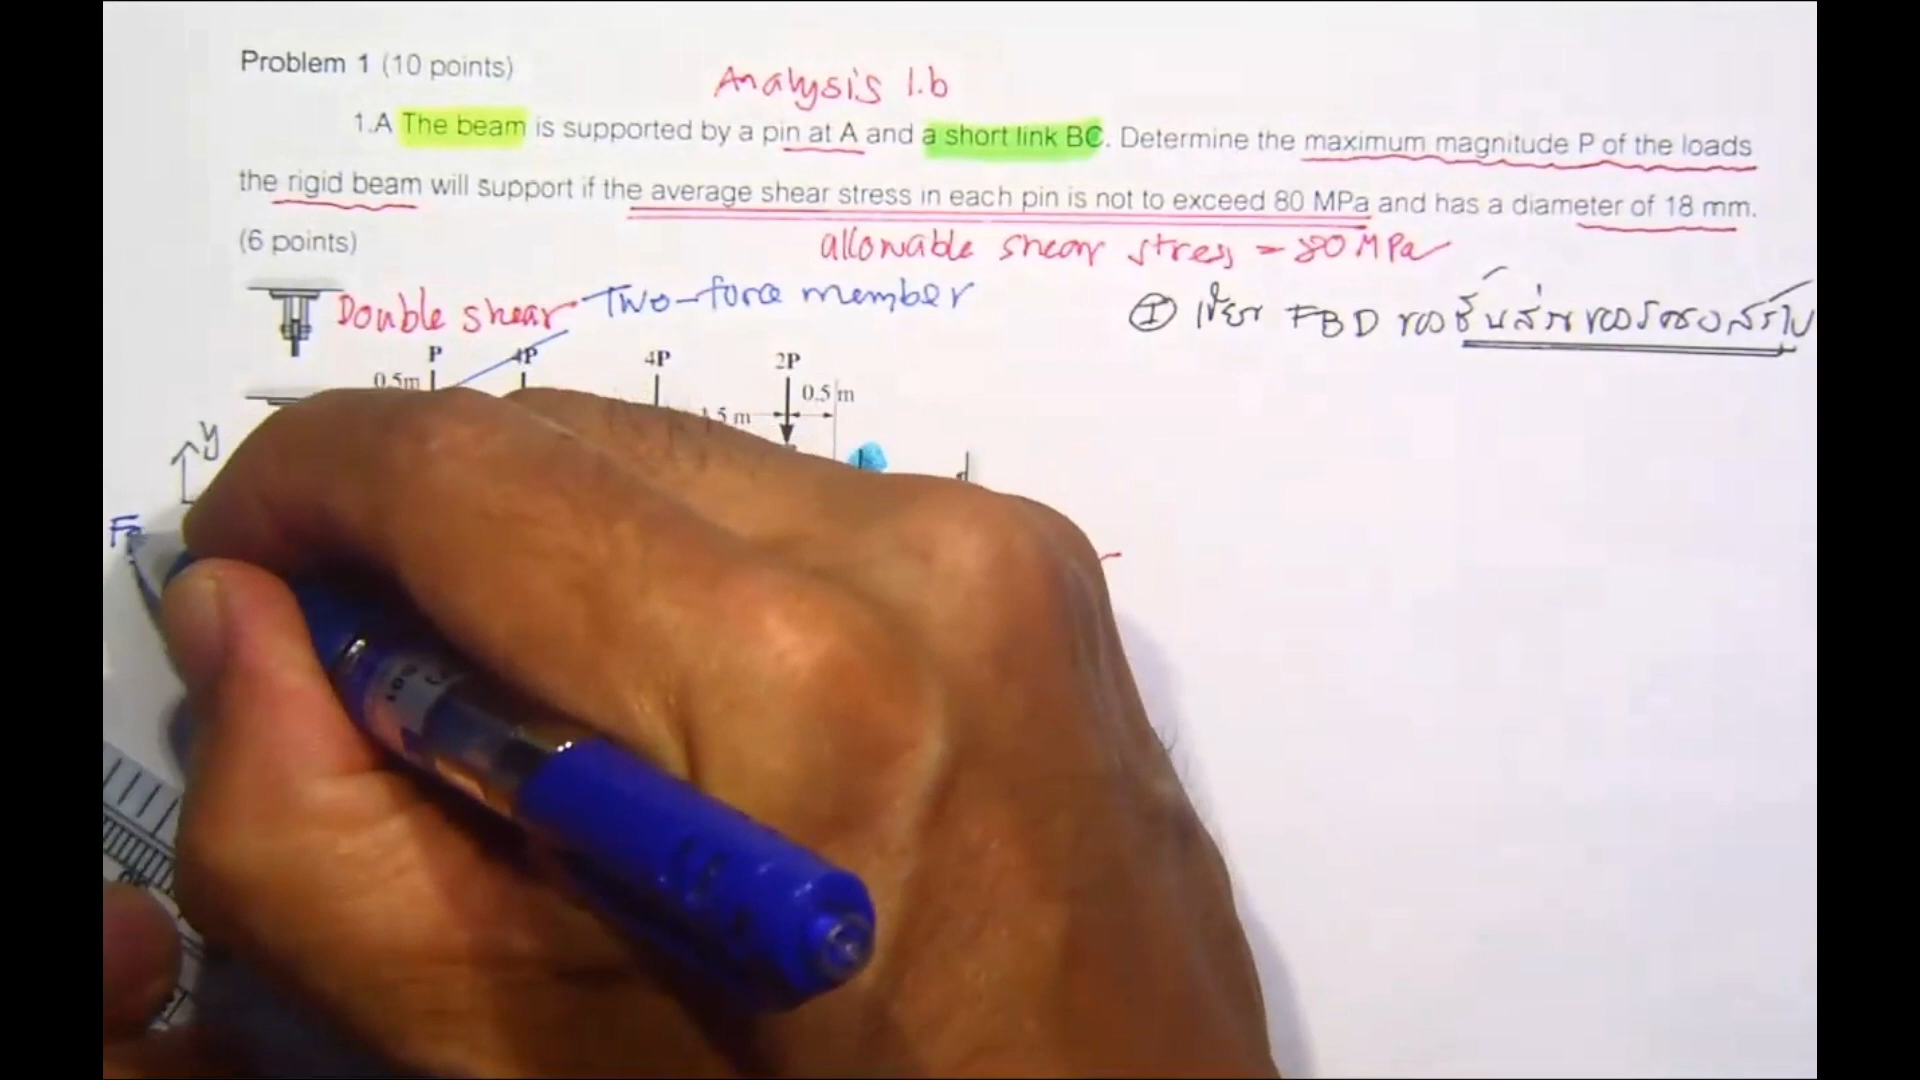 Problem 1 (10 points)
Analysis 1.b
1.A The beam is supported by a pin at A and a short link BC. Determine the maximum magnitude P of the loads
the rigid beam will support if the average shear stress in each pin is not to exceed 80 MPa and has a diameter of 18 mm.
(6 points)
allowable shear stress = 80 MPa
Double shear Two-force member
① เขียน FBD ของชิ้นส่วนของโครงสร้าง
P 4P 4P 2P
0.5m
0.5 m
5 m
y
F